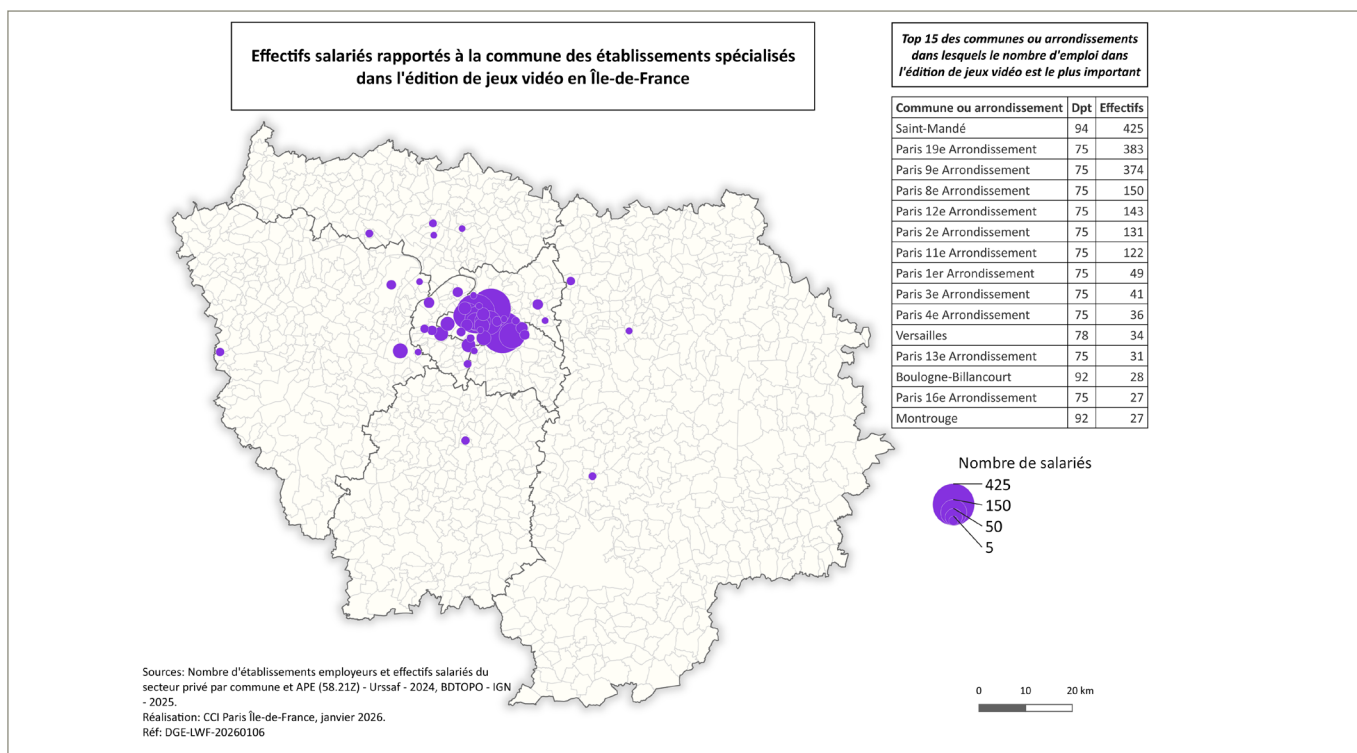 Effectifs salariés rapportés à la commune des établissements spécialisés
dans l'édition de jeux vidéo en Île-de-France
Top 15 des communes ou arrondissements
dans lesquels le nombre d'emploi dans
l'édition de jeux vidéo est le plus important
Commune ou arrondissement Dpt Effectifs
Saint-Mandé 94 425
Paris 19e Arrondissement 75 383
Paris 9e Arrondissement 75 374
Paris 8e Arrondissement 75 150
Paris 12e Arrondissement 75 143
Paris 2e Arrondissement 75 131
Paris 11e Arrondissement 75 122
Paris 1er Arrondissement 75 49
Paris 3e Arrondissement 75 41
Paris 4e Arrondissement 75 36
Versailles 78 34
Paris 13e Arrondissement 75 31
Boulogne-Billancourt 92 28
Paris 16e Arrondissement 75 27
Montrouge 92 27
Nombre de salariés
425
150
50
5
Sources: Nombre d'établissements employeurs et effectifs salariés du
secteur privé par commune et APE (58.21Z) - Urssaf - 2024, BDTOPO - IGN
- 2025.
Réalisation: CCI Paris Île-de-France, janvier 2026.
Réf: DGE-LWF-20260106
0 10 20 km